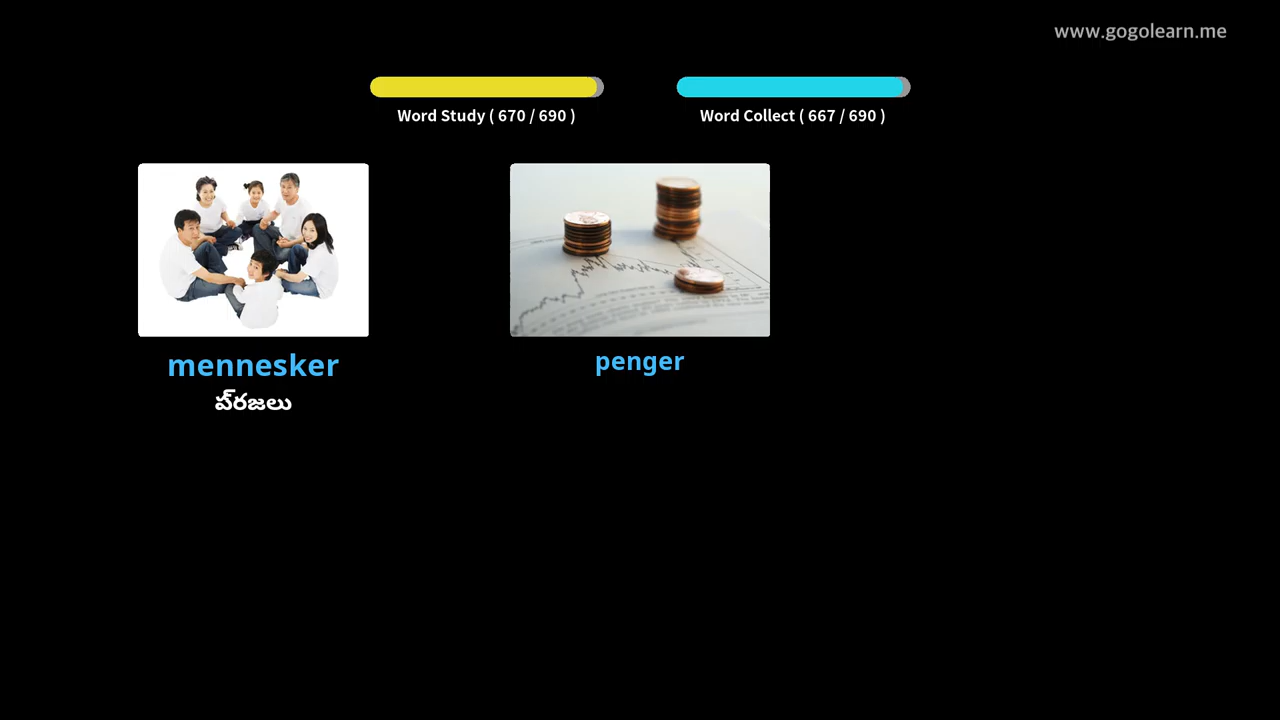 www.gogolearn.me
Word Study ( 670 / 690 )
Word Collect ( 667 / 690 )
mennesker
ప్రజలు
penger